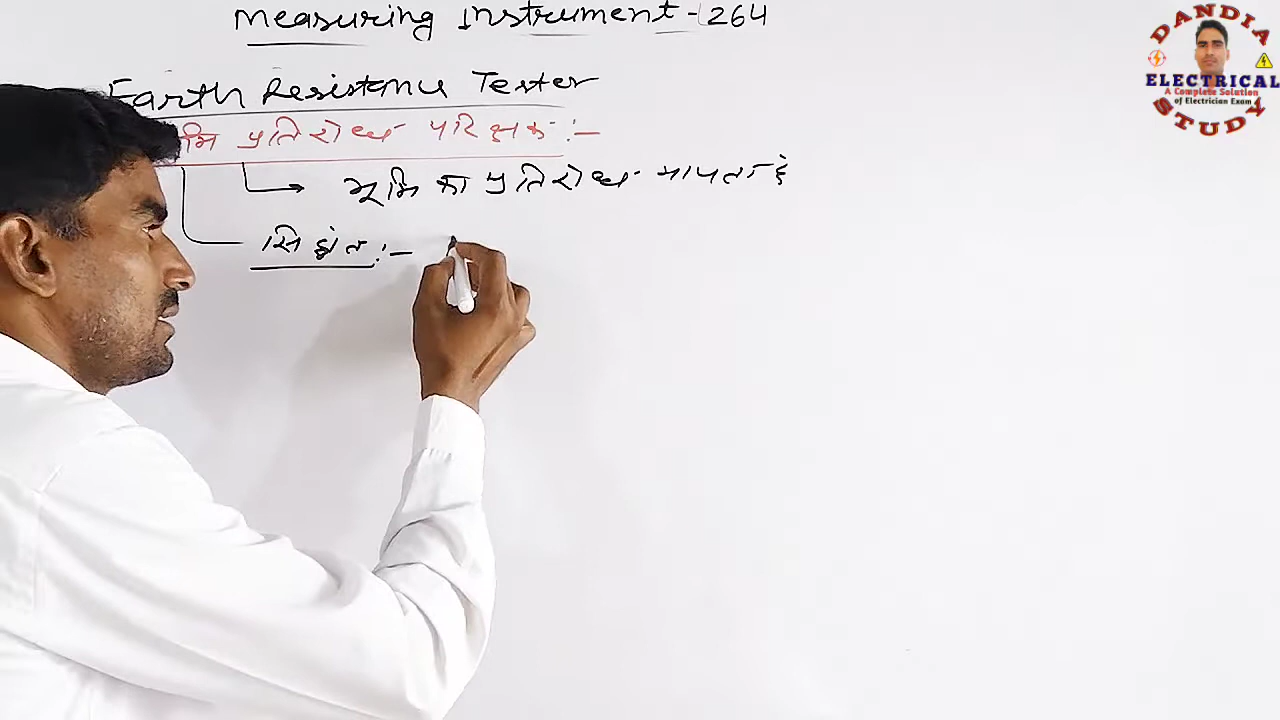 Measuring Instrument - 264
Earth Resistance Tester
भूमि प्रतिरोध परिक्षक :-
भूमि का प्रतिरोध मापता है
सिद्धांत :-
DANDIA
ELECTRICAL
A Complete Solution
of Electrician Exam
STUDY